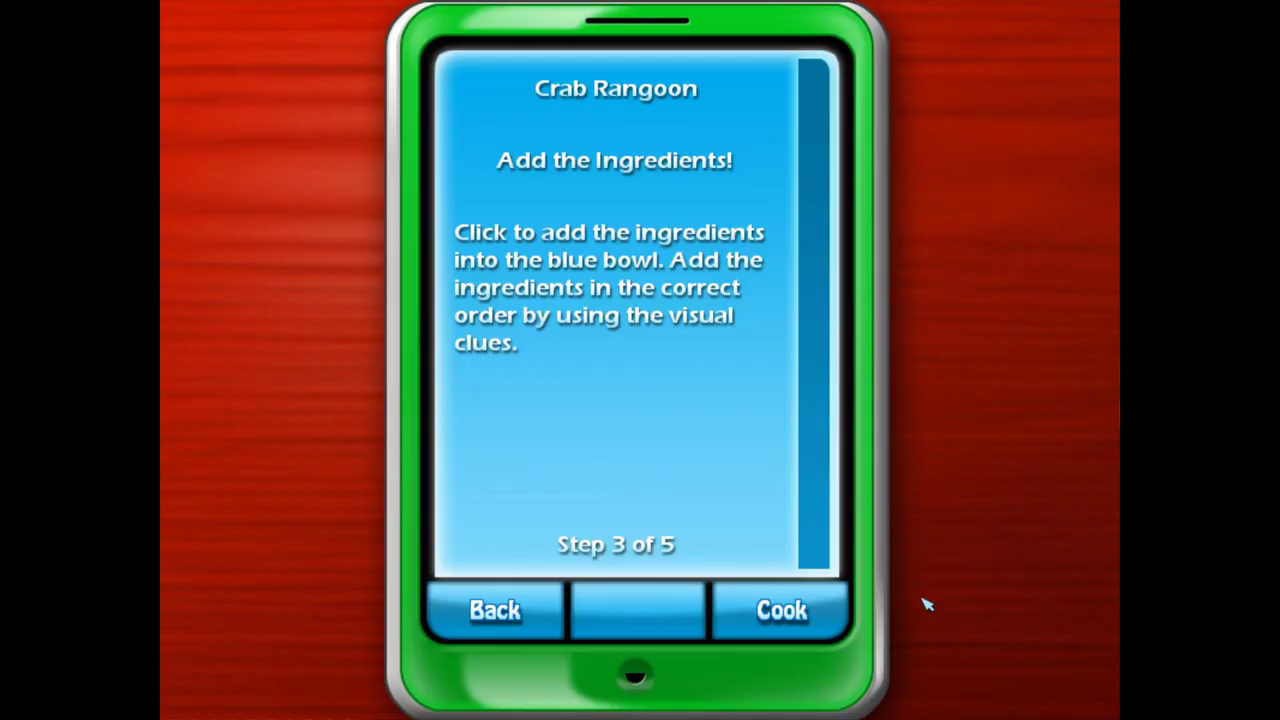 Crab Rangoon
Add the Ingredients!
Click to add the ingredients
into the blue bowl. Add the
ingredients in the correct
order by using the visual
clues.
Step 3 of 5
Back
Cook